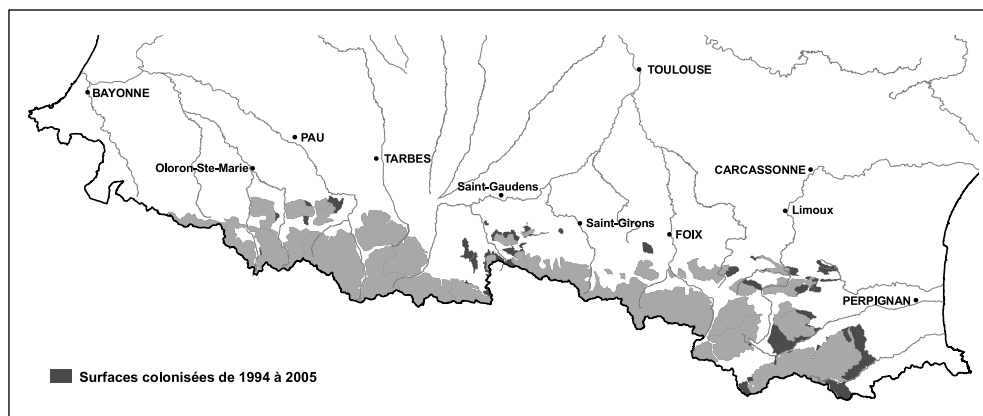 TOULOUSE
BAYONNE
PAU
TARBES
Oloron-Ste-Marie
CARCASSONNE
Saint-Gaudens
Limoux
Saint-Girons
FOIX
PERPIGNAN
Surfaces colonisées de 1994 à 2005